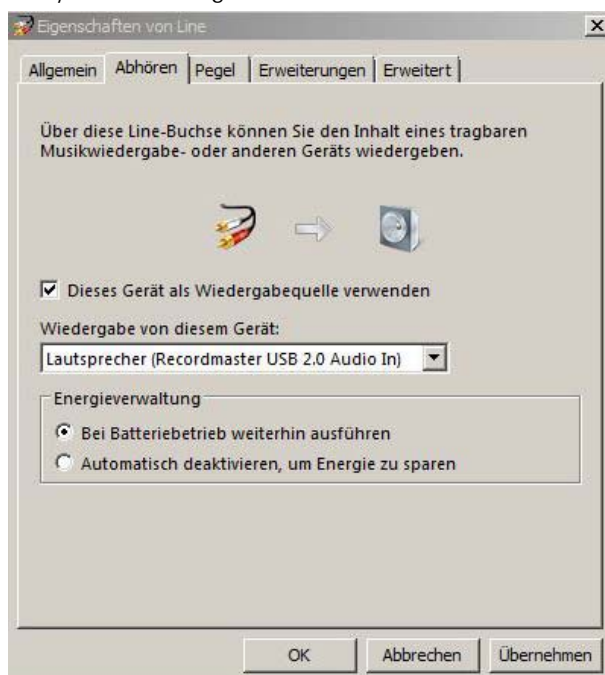 Eigenschaften von Line
Allgemein Abhören Pegel Erweiterungen Erweitert
Über diese Line-Buchse können Sie den Inhalt eines tragbaren
Musikwiedergabe- oder anderen Geräts wiedergeben.
Dieses Gerät als Wiedergabequelle verwenden
Wiedergabe von diesem Gerät:
Lautsprecher (Recordmaster USB 2.0 Audio In)
Energieverwaltung
Bei Batteriebetrieb weiterhin ausführen
Automatisch deaktivieren, um Energie zu sparen
OK Abbrechen Übernehmen